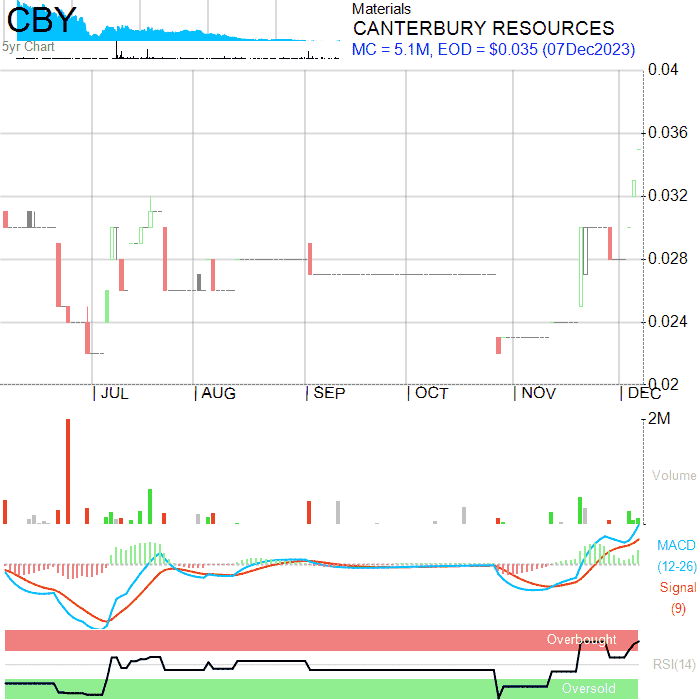 CBY
5yr Chart
Materials
CANTERBURY RESOURCES
MC = 5.1M, EOD = $0.035 (07Dec2023)
0.04
0.036
0.032
0.028
0.024
0.02
JUL AUG SEP OCT NOV DEC
2M
Volume
MACD
(12-26)
Signal
(9)
Overbought
RSI(14)
Oversold